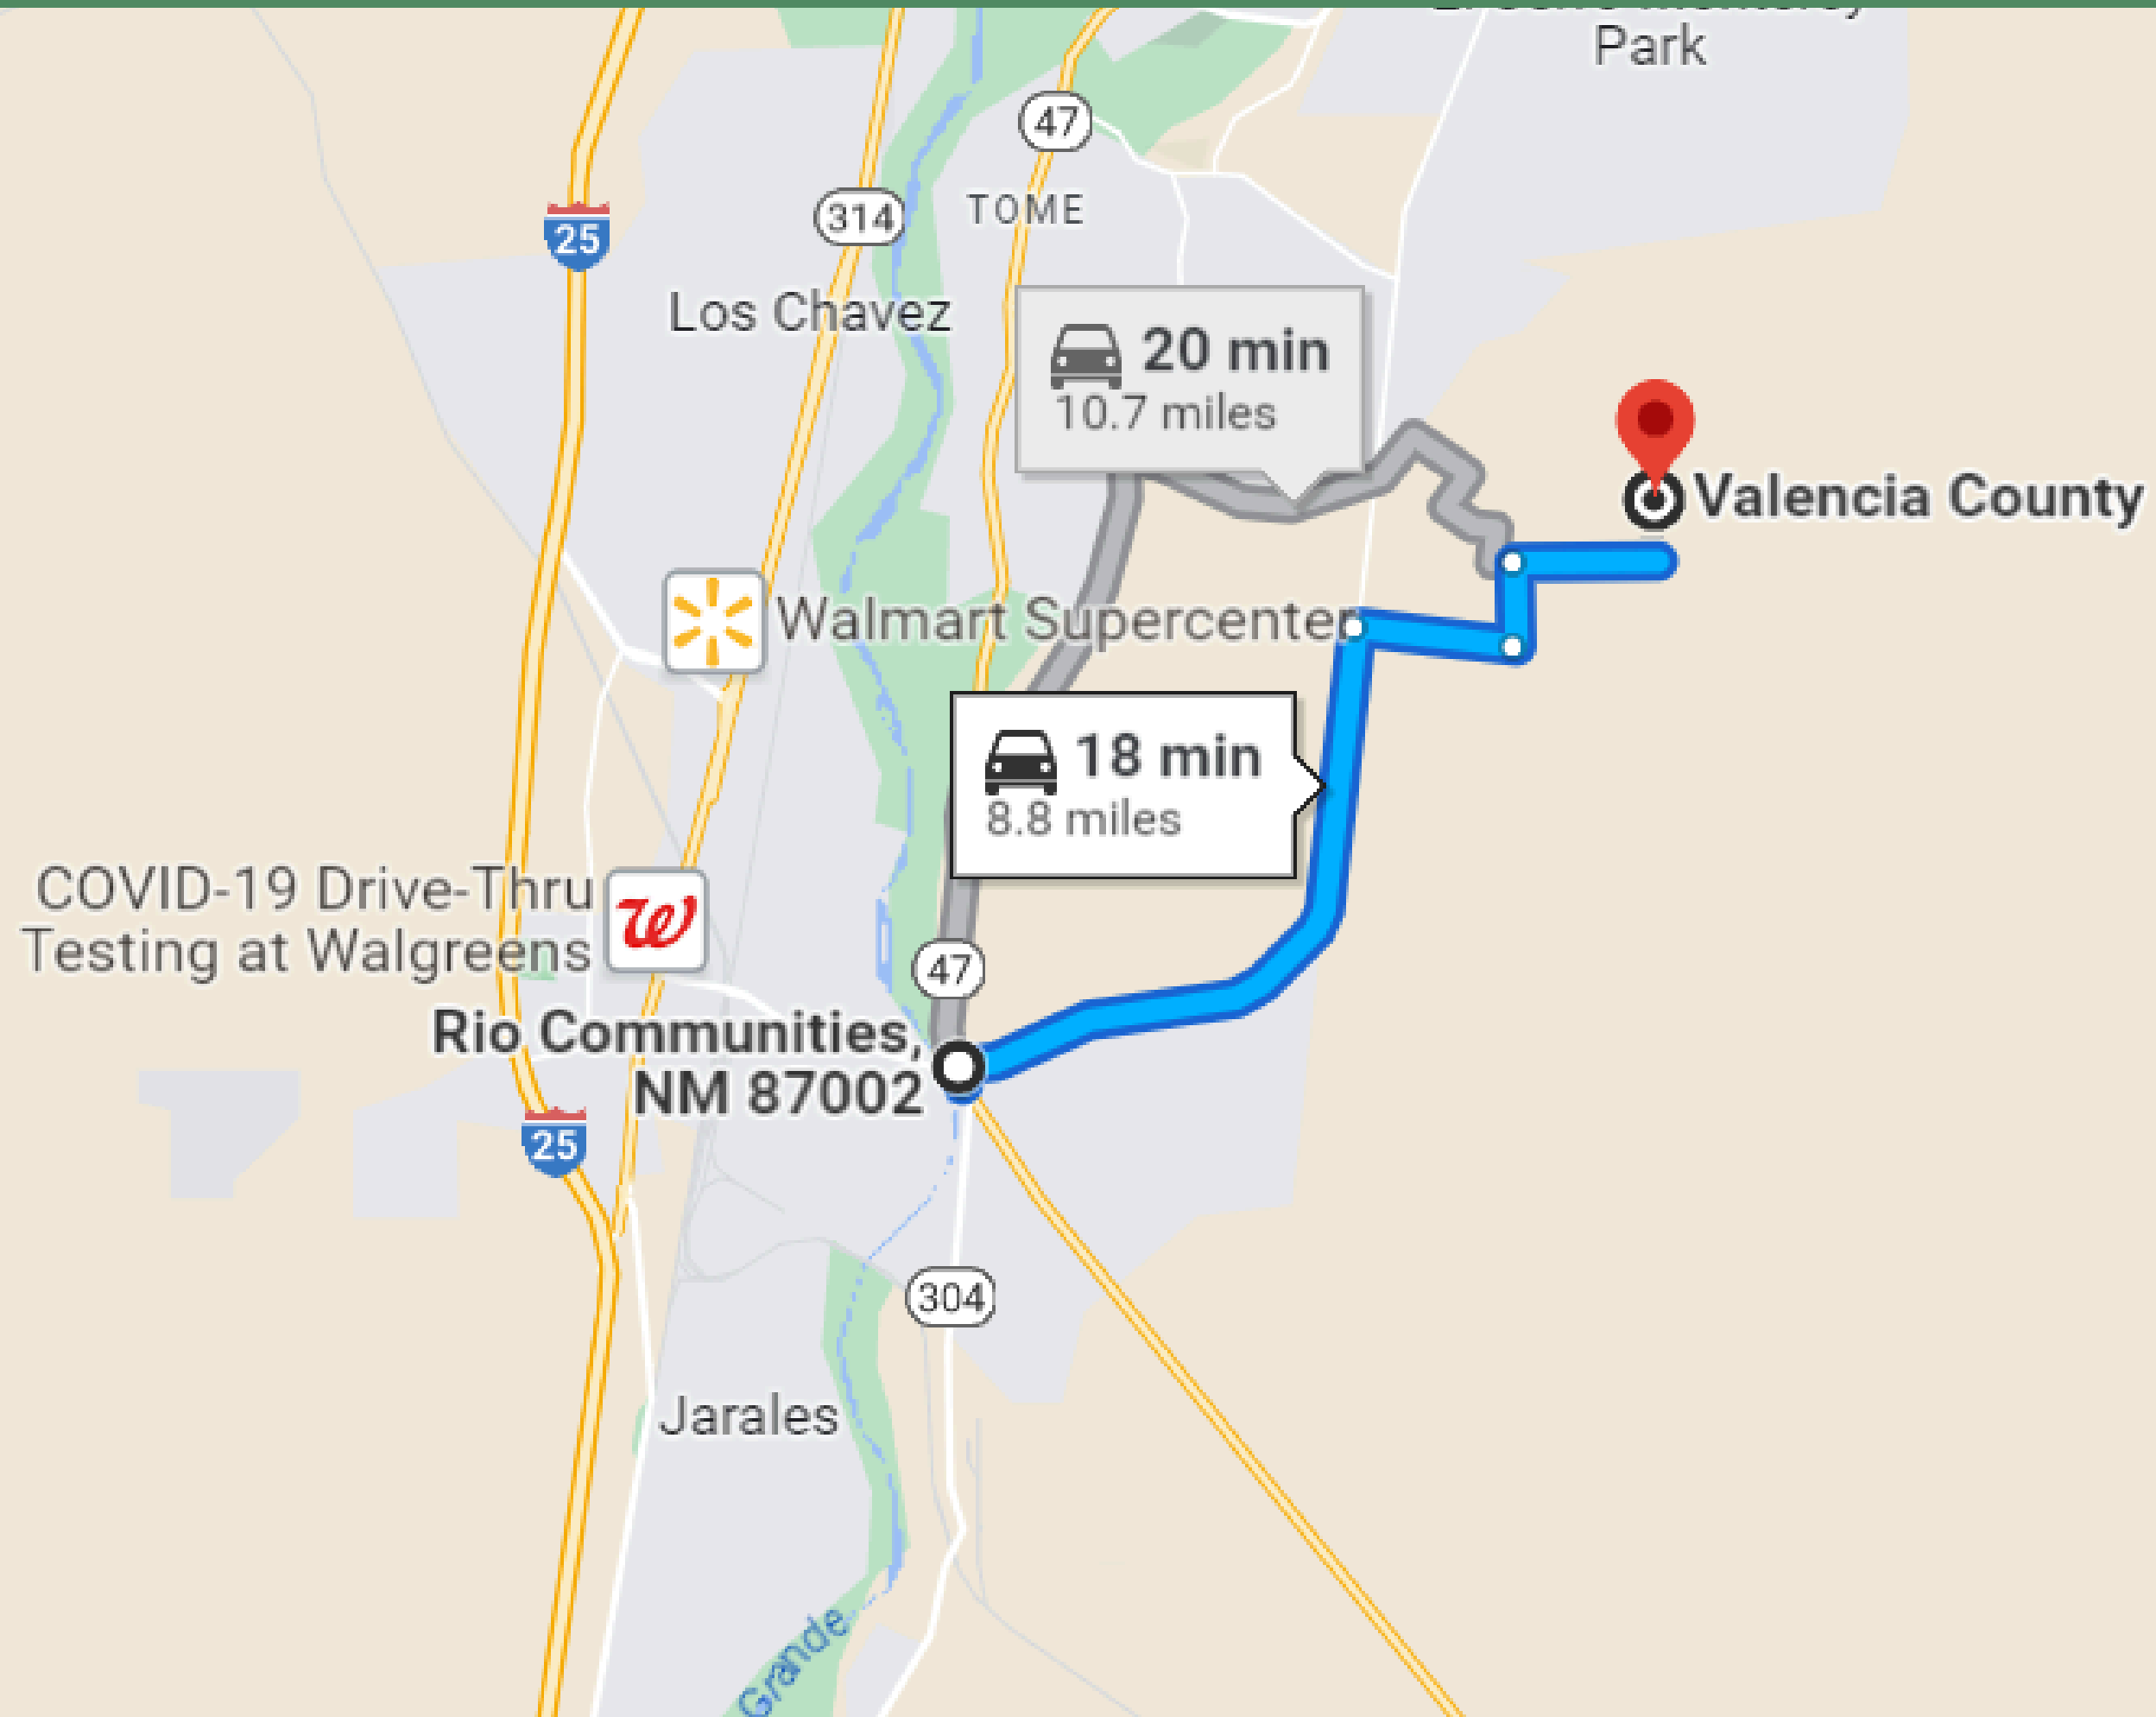 Park
47
314
TOME
25
Los Chavez
20 min
10.7 miles
Valencia County
Walmart Supercenter
18 min
8.8 miles
COVID-19 Drive-Thru
Testing at Walgreens
W
47
Rio Communities,
NM 87002
25
304
Jarales
Grande